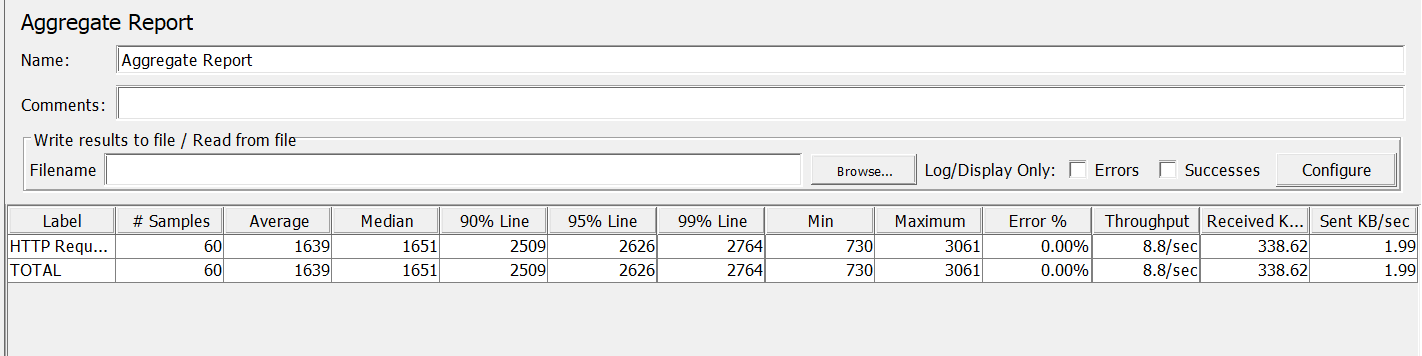 Aggregate Report
Name: Aggregate Report
Comments:
Write results to file / Read from file
Filename Browse... Log/Display Only: Errors Successes Configure
Label # Samples Average Median 90% Line 95% Line 99% Line Min Maximum Error % Throughput Received K... Sent KB/sec
HTTP Requ... 60 1639 1651 2509 2626 2764 730 3061 0.00% 8.8/sec 338.62 1.99
TOTAL 60 1639 1651 2509 2626 2764 730 3061 0.00% 8.8/sec 338.62 1.99